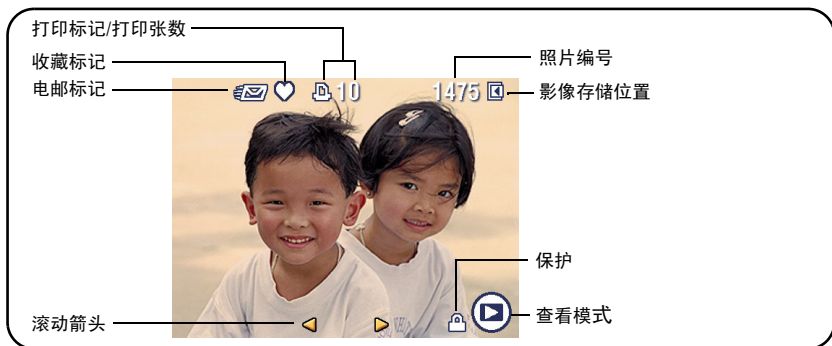 打印标记/打印张数
收藏标记
电邮标记
10
1475
照片编号
影像存储位置
保护
查看模式
滚动箭头